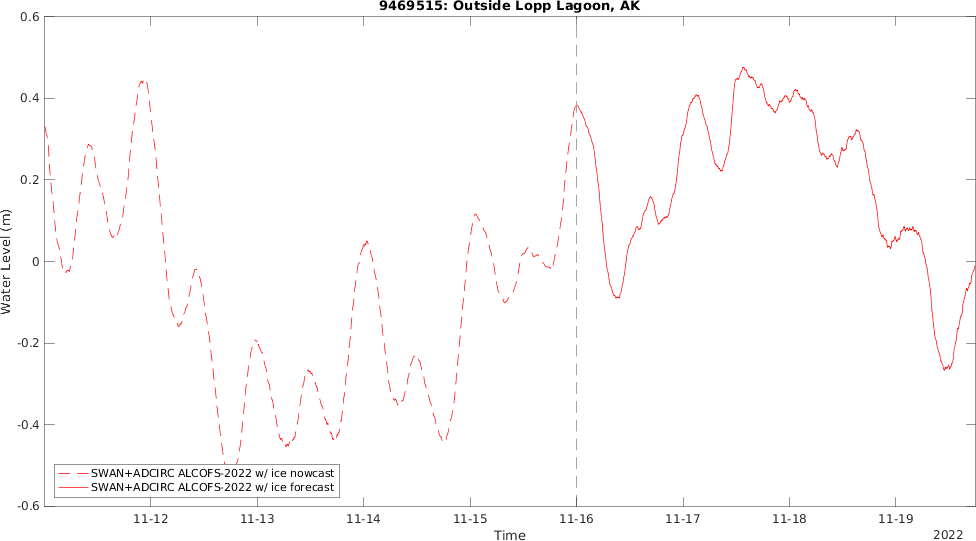 9469515: Outside Lopp Lagoon, AK
0.6
0.4
0.2
0
-0.2
-0.4
-0.6
Water Level (m)
SWAN+ADCIRC ALCOFS-2022 w/ ice nowcast
SWAN+ADCIRC ALCOFS-2022 w/ ice forecast
11-12 11-13 11-14 11-15 11-16 11-17 11-18 11-19
Time
2022